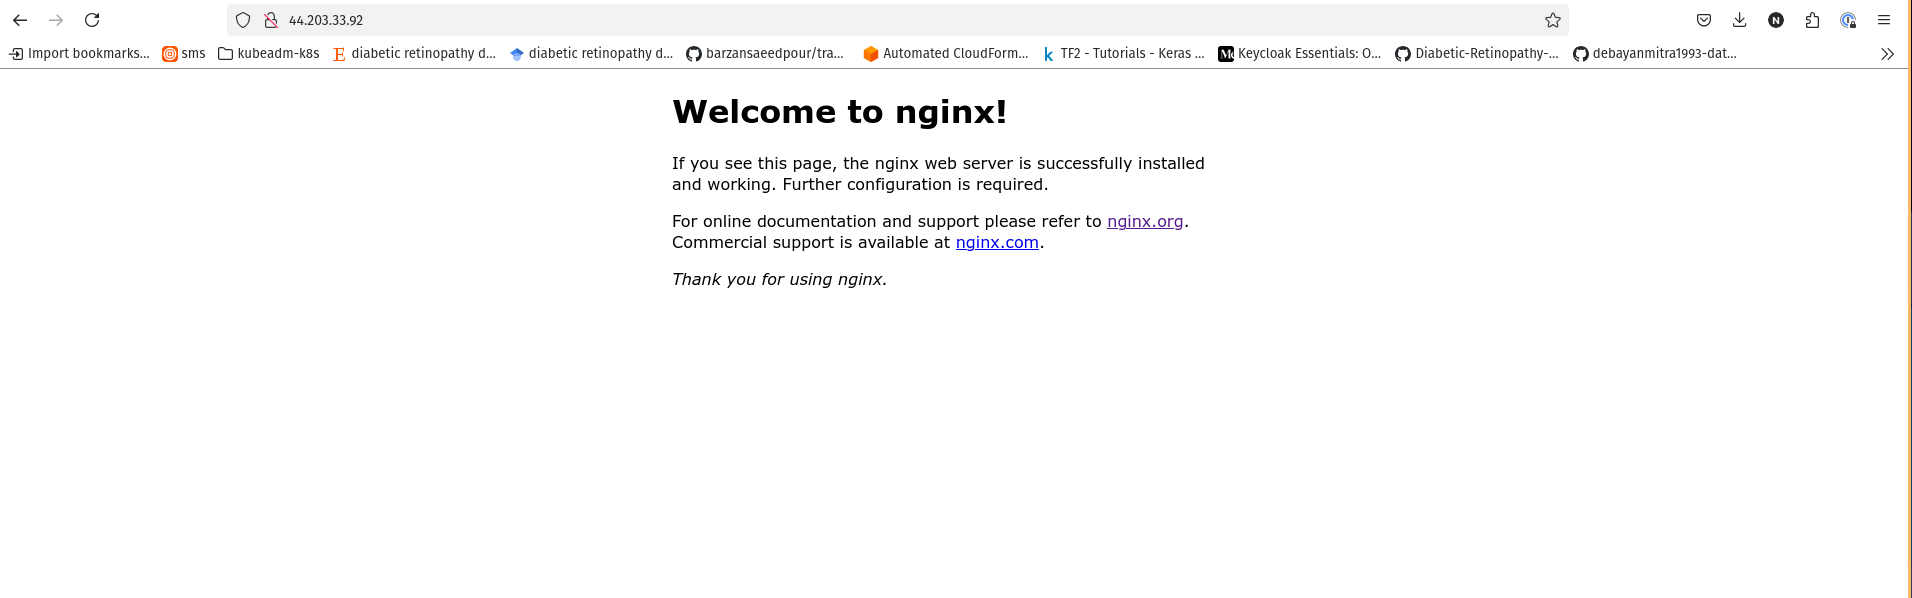 44.203.33.92
Import bookmarks... sms kubeadm-k8s diabetic retinopathy d... diabetic retinopathy d... barzansaeedpour/tra... Automated CloudForm... TF2 - Tutorials - Keras ... Keycloak Essentials: O... Diabetic-Retinopathy-... debayanmitra1993-dat...
Welcome to nginx!
If you see this page, the nginx web server is successfully installed
and working. Further configuration is required.
For online documentation and support please refer to nginx.org.
Commercial support is available at nginx.com.
Thank you for using nginx.